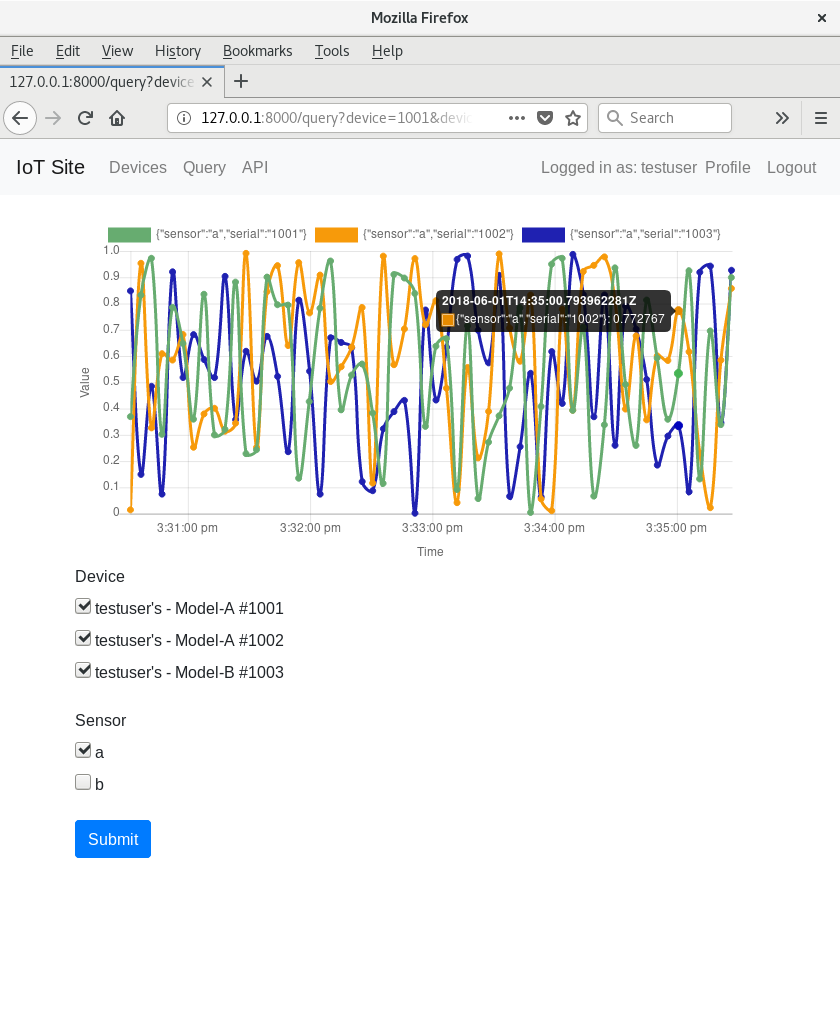 Mozilla Firefox
File Edit View History Bookmarks Tools Help
127.0.0.1:8000/query?device
127.0.0.1:8000/query?device=1001&devi
Search
IoT Site Devices Query API Logged in as: testuser Profile Logout
{"sensor":"a","serial":"1001"} {"sensor":"a","serial":"1002"} {"sensor":"a","serial":"1003"}
1.0
0.9
0.8
0.7
0.6
0.5
0.4
0.3
0.2
0.1
0
Value
2018-06-01T14:35:00.793962281Z
{"sensor":"a","serial":"1002"}: 0.772767
3:31:00 pm 3:32:00 pm 3:33:00 pm 3:34:00 pm 3:35:00 pm
Time
Device
testuser's - Model-A #1001
testuser's - Model-A #1002
testuser's - Model-B #1003
Sensor
a
b
Submit